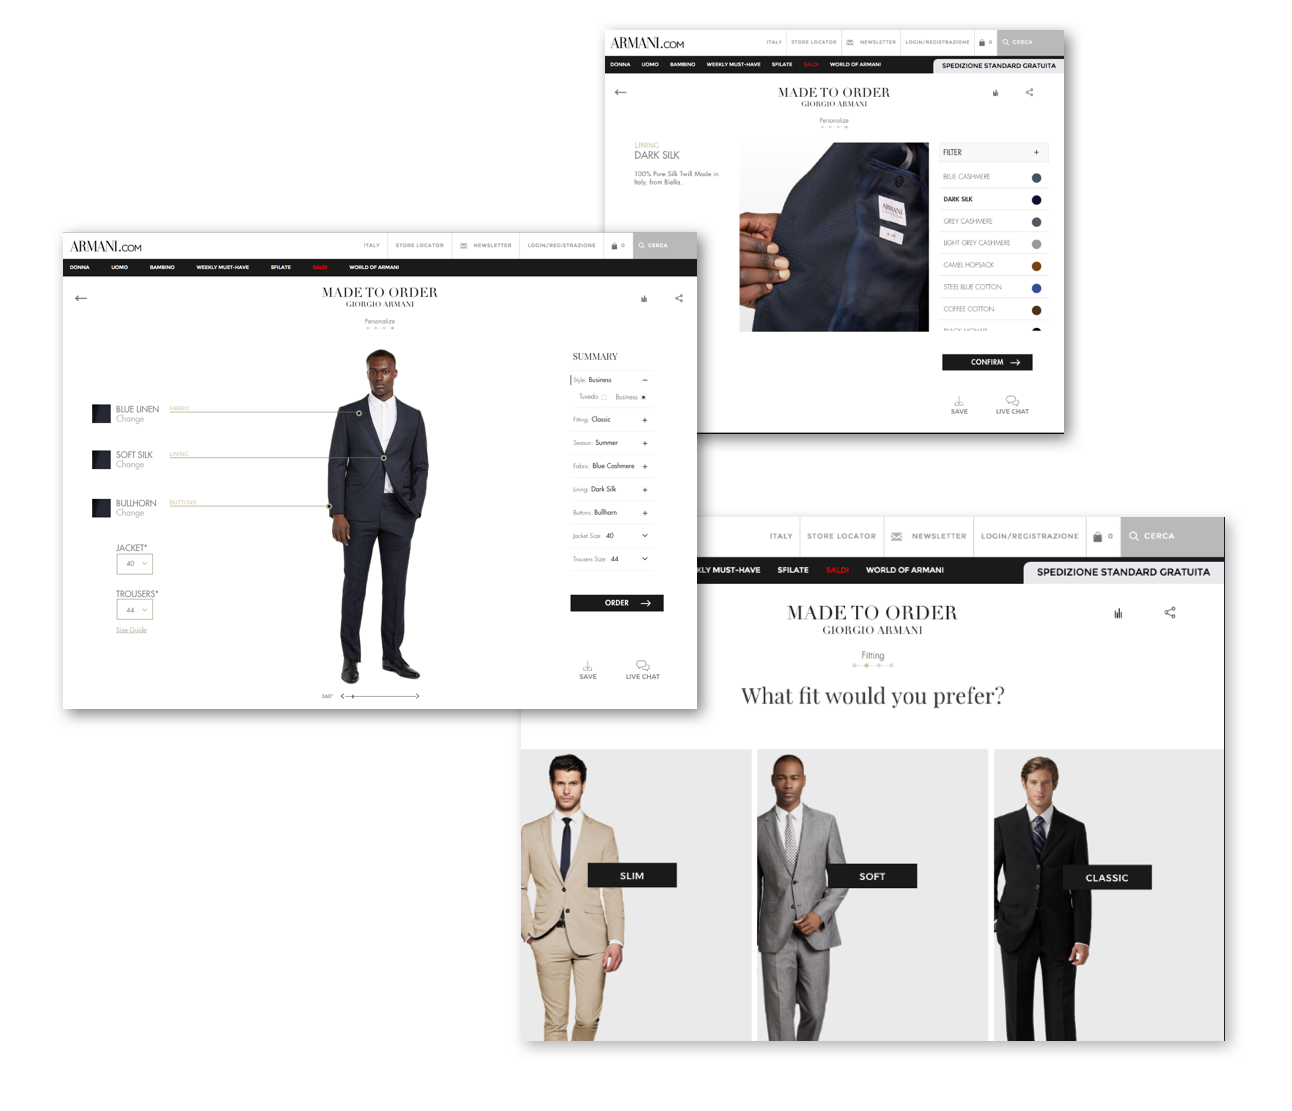 ARMANI.COM
ITALY
STORE LOCATOR
NEWSLETTER
LOGIN/REGISTRAZIONE
0
CERCA
DONNA
UOMO
BAMBINO
WEEKLY MUST-HAVE
SFILATE
SALDI
WORLD OF ARMANI
SPEDIZIONE STANDARD GRATUITA
MADE TO ORDER
GIORGIO ARMANI
Personalize
LINING
DARK SILK
100% Pure Silk Twill Made in
Italy, from Biella.
ARMANI
FILTER +
BLUE CASHMERE
DARK SILK
GREY CASHMERE
LIGHT GREY CASHMERE
CAMEL HOPSACK
STEEL BLUE COTTON
COFFEE COTTON
BLACK MOHAIR
CONFIRM
SAVE
LIVE CHAT
ARMANI.COM
ITALY
STORE LOCATOR
NEWSLETTER
LOGIN/REGISTRAZIONE
0
CERCA
DONNA
UOMO
BAMBINO
WEEKLY MUST-HAVE
SFILATE
SALDI
WORLD OF ARMANI
MADE TO ORDER
GIORGIO ARMANI
Personalize
BLUE LINEN
Change
FABRIC
SOFT SILK
Change
LINING
BULLHORN
Change
BUTTONS
JACKET*
40
TROUSERS*
44
Size Guide
360°
SUMMARY
Style: Business −
Tuxedo Business
Fitting: Classic +
Season: Summer +
Fabric: Blue Cashmere +
Lining: Dark Silk +
Buttons: Bullhorn +
Jacket Size: 40
Trousers Size: 44
ORDER
SAVE
LIVE CHAT
ITALY
STORE LOCATOR
NEWSLETTER
LOGIN/REGISTRAZIONE
0
CERCA
KLY MUST-HAVE
SFILATE
SALDI
WORLD OF ARMANI
SPEDIZIONE STANDARD GRATUITA
MADE TO ORDER
GIORGIO ARMANI
Fitting
What fit would you prefer?
SLIM
SOFT
CLASSIC